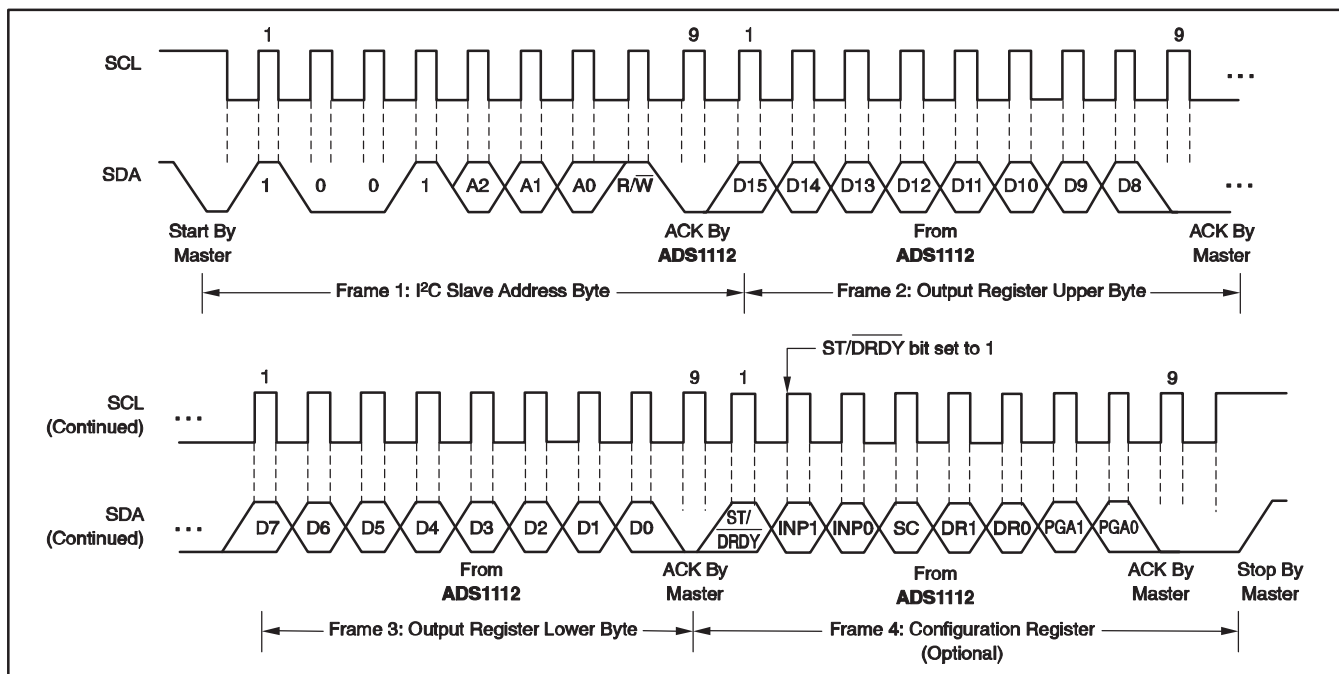 1 9 1 9
SCL ...
SDA 1 0 0 1 A2 A1 A0 R/W̅ D15 D14 D13 D12 D11 D10 D9 D8 ...
Start By Master
ACK By ADS1112
From ADS1112
ACK By Master
Frame 1: I²C Slave Address Byte
Frame 2: Output Register Upper Byte
ST/D̅R̅D̅Y̅ bit set to 1
1 9 1 9
SCL (Continued) ...
SDA (Continued) ... D7 D6 D5 D4 D3 D2 D1 D0 ST/D̅R̅D̅Y̅ INP1 INP0 SC DR1 DR0 PGA1 PGA0
From ADS1112
ACK By Master
From ADS1112
ACK By Master
Stop By Master
Frame 3: Output Register Lower Byte
Frame 4: Configuration Register
(Optional)